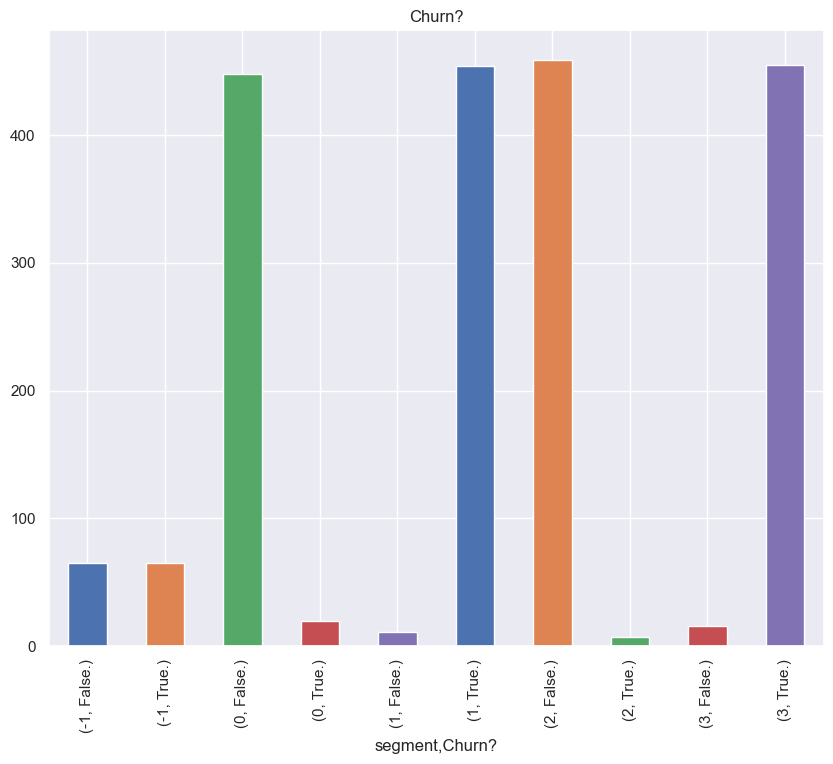 Churn?
400
300
200
100
0
(-1, False.)
(-1, True.)
(0, False.)
(0, True.)
(1, False.)
(1, True.)
(2, False.)
(2, True.)
(3, False.)
(3, True.)
segment,Churn?